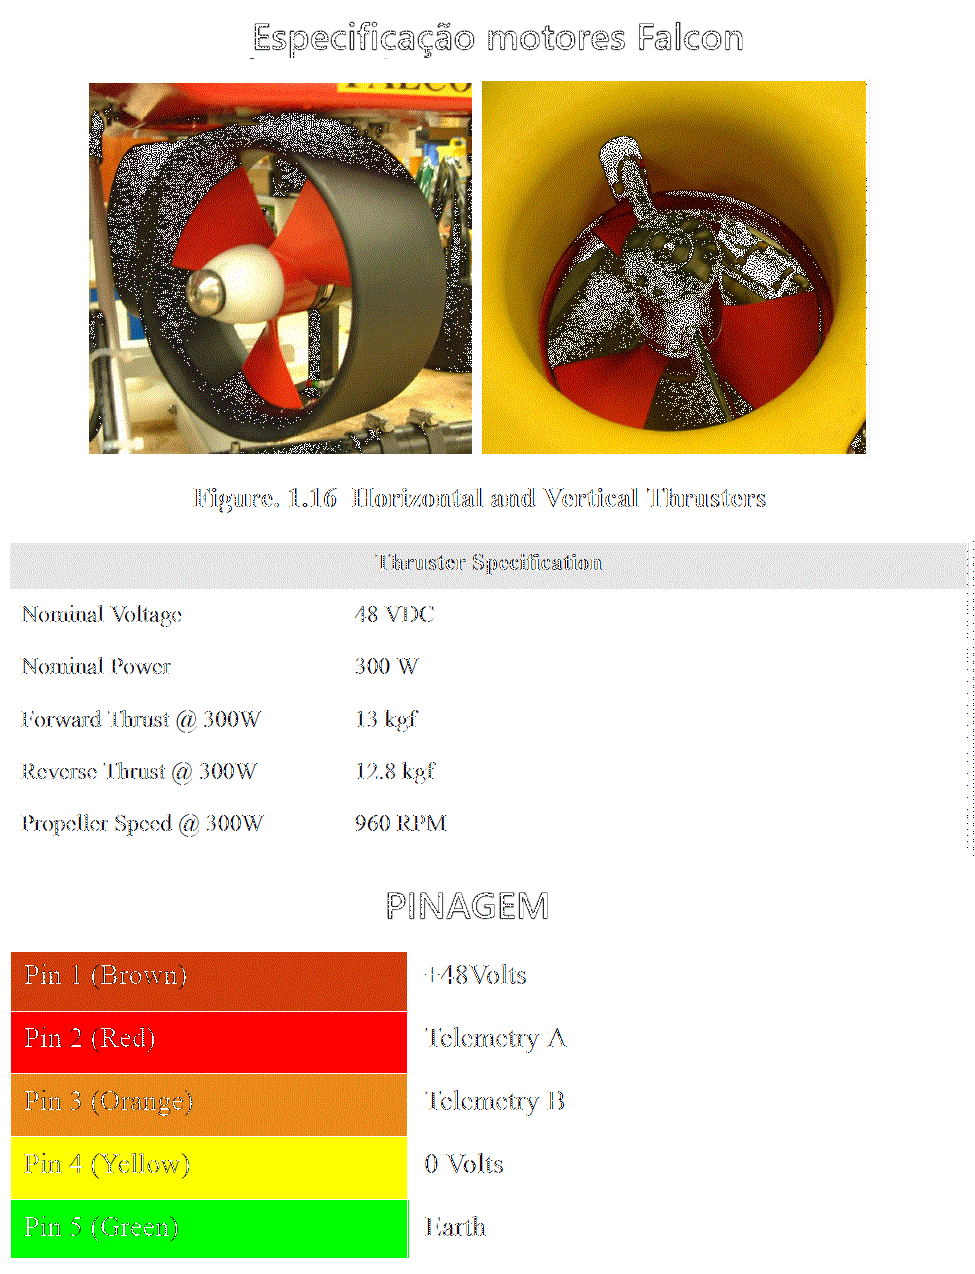 Especificação motores Falcon
FALCO
Figure. 1.16 Horizontal and Vertical Thrusters
Thruster Specification
Nominal Voltage 48 VDC
Nominal Power 300 W
Forward Thrust @ 300W 13 kgf
Reverse Thrust @ 300W 12.8 kgf
Propeller Speed @ 300W 960 RPM
PINAGEM
Pin 1 (Brown) +48Volts
Pin 2 (Red) Telemetry A
Pin 3 (Orange) Telemetry B
Pin 4 (Yellow) 0 Volts
Pin 5 (Green) Earth